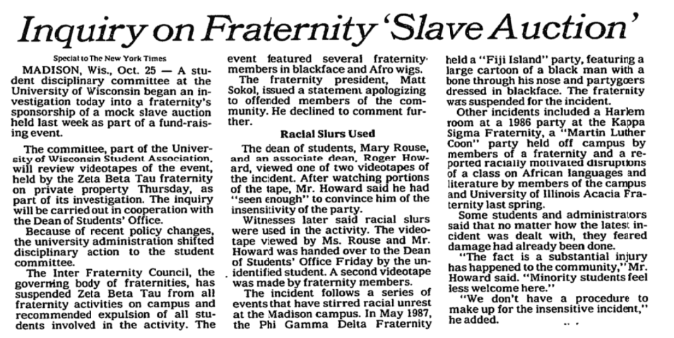 Inquiry on Fraternity ‘Slave Auction’
Special to The New York Times
MADISON, Wis., Oct. 25 — A stu-
dent disciplinary committee at the
University of Wisconsin began an in-
vestigation today into a fraternity's
sponsorship of a mock slave auction
held last week as part of a fund-rais-
ing event.
The committee, part of the Univer-
sity of Wisconsin Student Association,
will review videotapes of the event,
held by the Zeta Beta Tau fraternity
on private property Thursday, as
part of its investigation. The inquiry
will be carried out in cooperation with
the Dean of Students' Office.
Because of recent policy changes,
the university administration shifted
disciplinary action to the student
committee.
The Inter Fraternity Council, the
governing body of fraternities, has
suspended Zeta Beta Tau from all
fraternity activities on campus and
recommended expulsion of all stu-
dents involved in the activity. The
event featured several fraternity
members in blackface and Afro wigs.
The fraternity president, Matt
Sokol, issued a statement apologizing
to offended members of the com-
munity. He declined to comment fur-
ther.
Racial Slurs Used
The dean of students, Mary Rouse,
and an associate dean, Roger How-
ard, viewed one of two videotapes of
the incident. After watching portions
of the tape, Mr. Howard said he had
"seen enough" to convince him of the
insensitivity of the party.
Witnesses later said racial slurs
were used in the activity. The video-
tape viewed by Ms. Rouse and Mr.
Howard was handed over to the Dean
of Students' Office Friday by the un-
identified student. A second videotape
was made by fraternity members.
The incident follows a series of
events that have stirred racial unrest
at the Madison campus. In May 1987,
the Phi Gamma Delta Fraternity
held a "Fiji Island" party, featuring a
large cartoon of a black man with a
bone through his nose and partygoers
dressed in blackface. The fraternity
was suspended for the incident.
Other incidents included a Harlem
room at a 1986 party at the Kappa
Sigma Fraternity, a "Martin Luther
Coon" party held off campus by
members of a fraternity and a re-
ported racially motivated disruptions
of a class on African languages and
literature by members of the campus
and University of Illinois Acacia Fra-
ternity last spring.
Some students and administrators
said that no matter how the latest in-
cident was dealt with, they feared
damage had already been done.
"The fact is a substantial injury
has happened to the community," Mr.
Howard said. "Minority students feel
less welcome here."
"We don't have a procedure to
make up for the insensitive incident,"
he added.